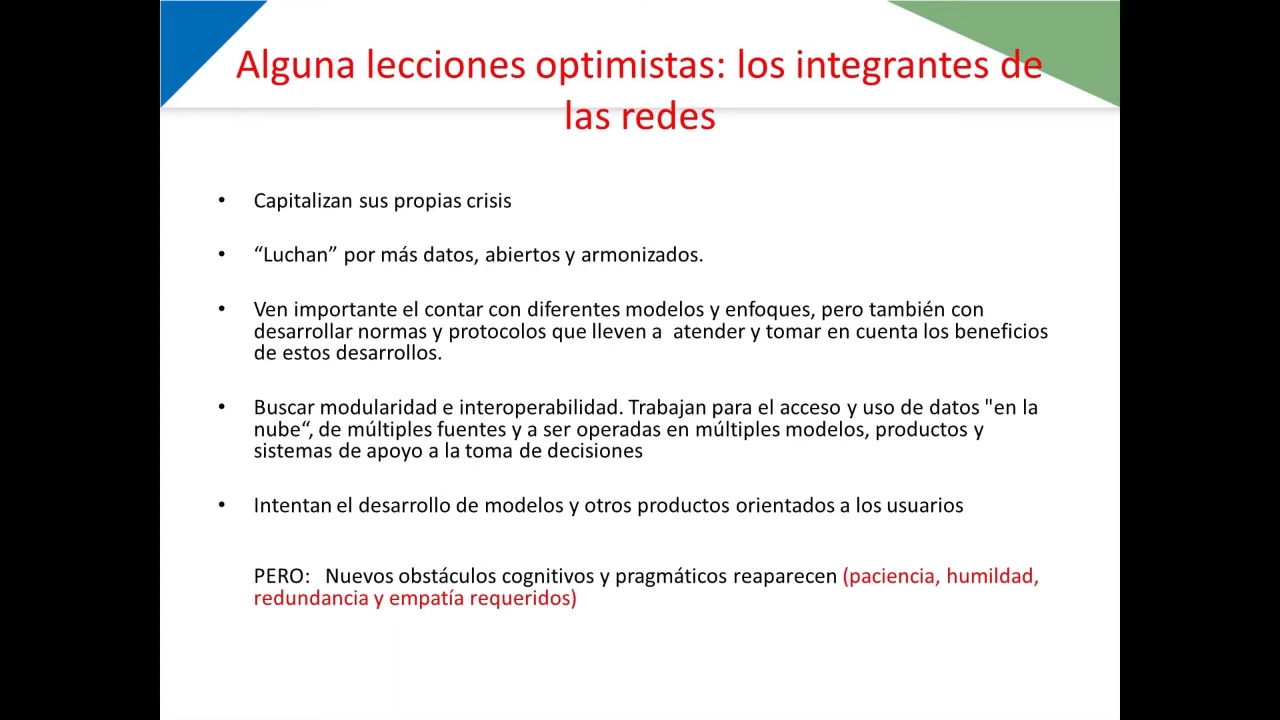 Alguna lecciones optimistas: los integrantes de
las redes
• Capitalizan sus propias crisis
• “Luchan” por más datos, abiertos y armonizados.
• Ven importante el contar con diferentes modelos y enfoques, pero también con
desarrollar normas y protocolos que lleven a  atender y tomar en cuenta los beneficios
de estos desarrollos.
• Buscar modularidad e interoperabilidad. Trabajan para el acceso y uso de datos "en la
nube“, de múltiples fuentes y a ser operadas en múltiples modelos, productos y
sistemas de apoyo a la toma de decisiones
• Intentan el desarrollo de modelos y otros productos orientados a los usuarios
PERO:   Nuevos obstáculos cognitivos y pragmáticos reaparecen (paciencia, humildad,
redundancia y empatía requeridos)